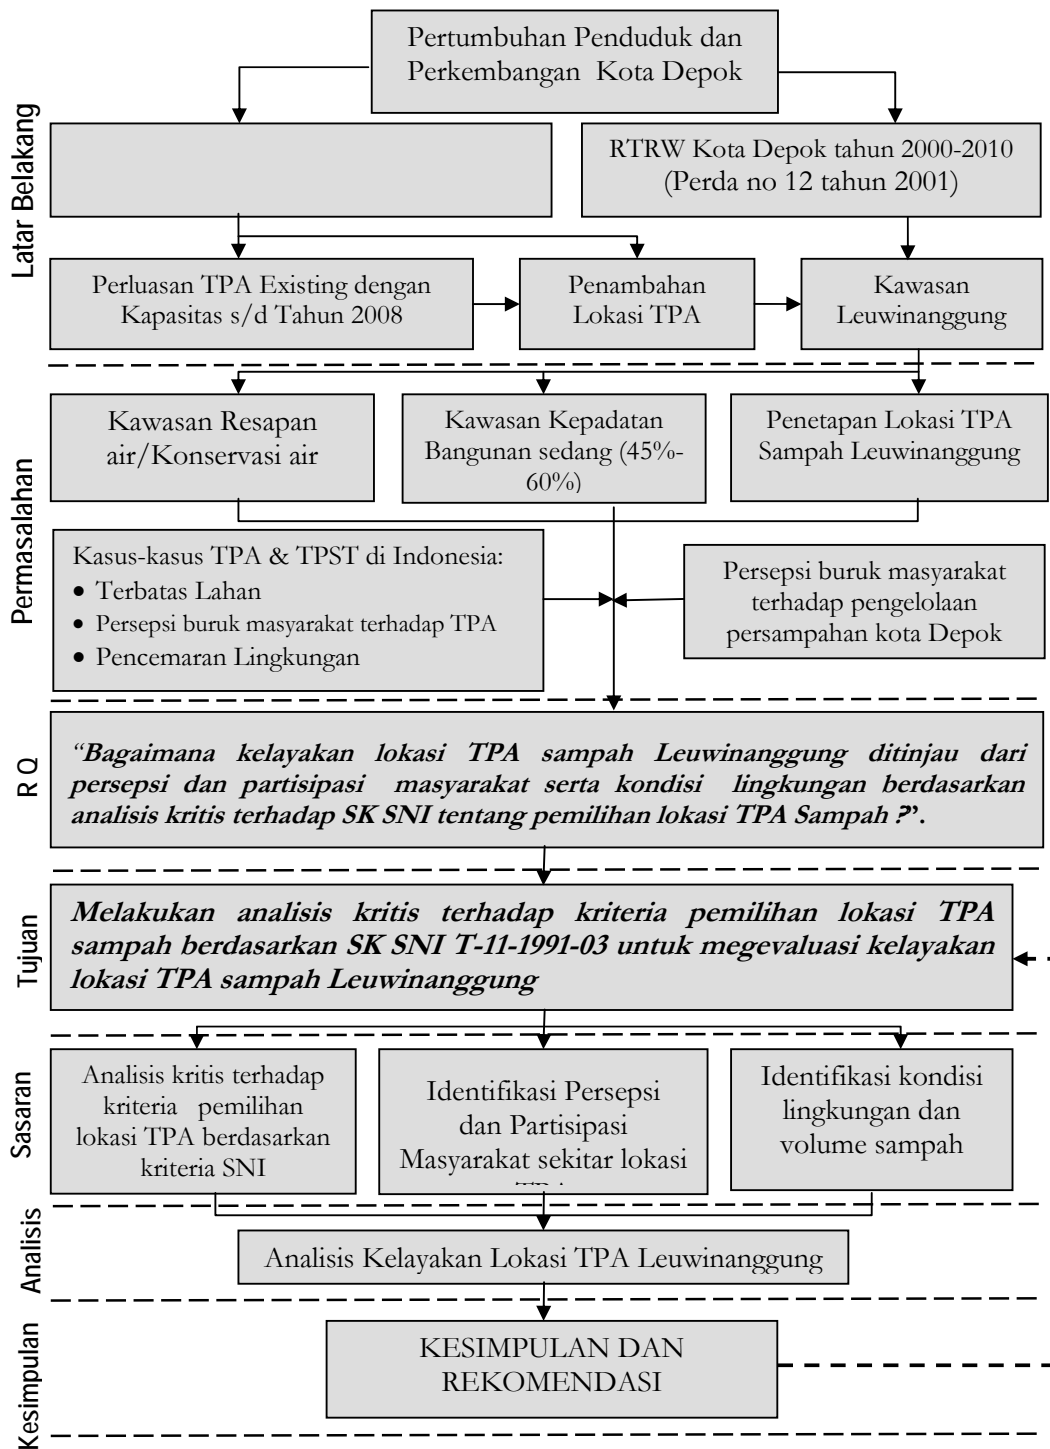 Pertumbuhan Penduduk dan
Perkembangan Kota Depok
Latar Belakang
RTRW Kota Depok tahun 2000-2010
(Perda no 12 tahun 2001)
Perluasan TPA Existing dengan
Kapasitas s/d Tahun 2008
Penambahan
Lokasi TPA
Kawasan
Leuwinanggung
Permasalahan
Kawasan Resapan
air/Konservasi air
Kawasan Kepadatan
Bangunan sedang (45%-
60%)
Penetapan Lokasi TPA
Sampah Leuwinanggung
Kasus-kasus TPA & TPST di Indonesia:
• Terbatas Lahan
• Persepsi buruk masyarakat terhadap TPA
• Pencemaran Lingkungan
Persepsi buruk masyarakat
terhadap pengelolaan
persampahan kota Depok
R Q
“Bagaimana kelayakan lokasi TPA sampah Leuwinanggung ditinjau dari
persepsi dan partisipasi masyarakat serta kondisi lingkungan berdasarkan
analisis kritis terhadap SK SNI tentang pemilihan lokasi TPA Sampah ?”.
Tujuan
Melakukan analisis kritis terhadap kriteria pemilihan lokasi TPA
sampah berdasarkan SK SNI T-11-1991-03 untuk megevaluasi kelayakan
lokasi TPA sampah Leuwinanggung
Sasaran
Analisis kritis terhadap
kriteria pemilihan
lokasi TPA berdasarkan
kriteria SNI
Identifikasi Persepsi
dan Partisipasi
Masyarakat sekitar lokasi
Identifikasi kondisi
lingkungan dan
volume sampah
Analisis
Analisis Kelayakan Lokasi TPA Leuwinanggung
Kesimpulan
KESIMPULAN DAN
REKOMENDASI